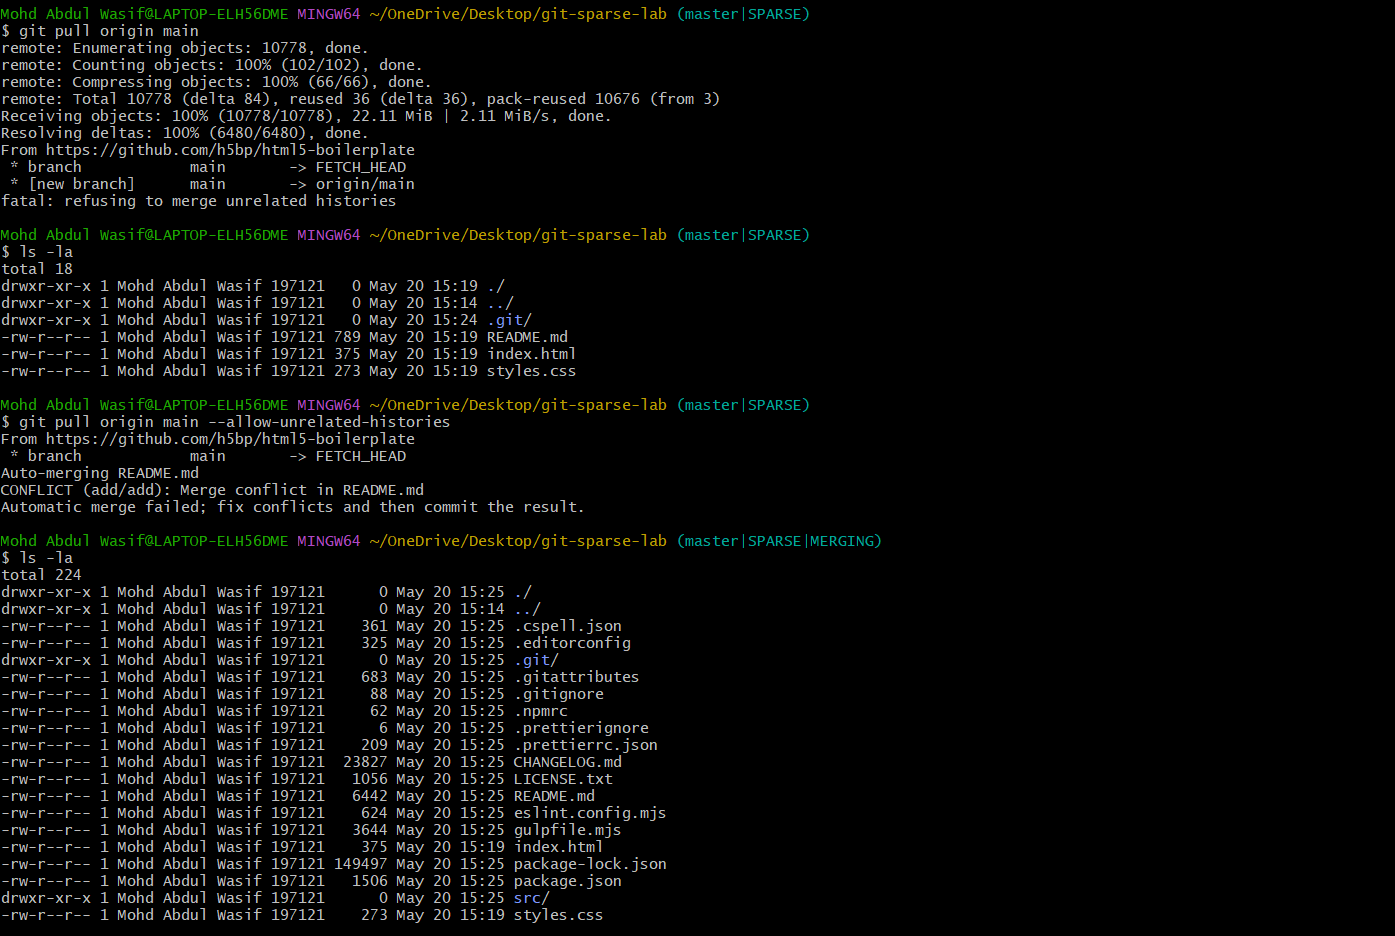 Mohd Abdul Wasif@LAPTOP-ELH56DME MINGW64 ~/OneDrive/Desktop/git-sparse-lab (master|SPARSE)
$ git pull origin main
remote: Enumerating objects: 10778, done.
remote: Counting objects: 100% (102/102), done.
remote: Compressing objects: 100% (66/66), done.
remote: Total 10778 (delta 84), reused 36 (delta 36), pack-reused 10676 (from 3)
Receiving objects: 100% (10778/10778), 22.11 MiB | 2.11 MiB/s, done.
Resolving deltas: 100% (6480/6480), done.
From https://github.com/h5bp/html5-boilerplate
 * branch            main       -> FETCH_HEAD
 * [new branch]      main       -> origin/main
fatal: refusing to merge unrelated histories

Mohd Abdul Wasif@LAPTOP-ELH56DME MINGW64 ~/OneDrive/Desktop/git-sparse-lab (master|SPARSE)
$ ls -la
total 18
drwxr-xr-x 1 Mohd Abdul Wasif 197121   0 May 20 15:19 ./
drwxr-xr-x 1 Mohd Abdul Wasif 197121   0 May 20 15:14 ../
drwxr-xr-x 1 Mohd Abdul Wasif 197121   0 May 20 15:24 .git/
-rw-r--r-- 1 Mohd Abdul Wasif 197121 789 May 20 15:19 README.md
-rw-r--r-- 1 Mohd Abdul Wasif 197121 375 May 20 15:19 index.html
-rw-r--r-- 1 Mohd Abdul Wasif 197121 273 May 20 15:19 styles.css

Mohd Abdul Wasif@LAPTOP-ELH56DME MINGW64 ~/OneDrive/Desktop/git-sparse-lab (master|SPARSE)
$ git pull origin main --allow-unrelated-histories
From https://github.com/h5bp/html5-boilerplate
 * branch            main       -> FETCH_HEAD
Auto-merging README.md
CONFLICT (add/add): Merge conflict in README.md
Automatic merge failed; fix conflicts and then commit the result.

Mohd Abdul Wasif@LAPTOP-ELH56DME MINGW64 ~/OneDrive/Desktop/git-sparse-lab (master|SPARSE|MERGING)
$ ls -la
total 224
drwxr-xr-x 1 Mohd Abdul Wasif 197121      0 May 20 15:25 ./
drwxr-xr-x 1 Mohd Abdul Wasif 197121      0 May 20 15:14 ../
-rw-r--r-- 1 Mohd Abdul Wasif 197121    361 May 20 15:25 .cspell.json
-rw-r--r-- 1 Mohd Abdul Wasif 197121    325 May 20 15:25 .editorconfig
drwxr-xr-x 1 Mohd Abdul Wasif 197121      0 May 20 15:25 .git/
-rw-r--r-- 1 Mohd Abdul Wasif 197121    683 May 20 15:25 .gitattributes
-rw-r--r-- 1 Mohd Abdul Wasif 197121     88 May 20 15:25 .gitignore
-rw-r--r-- 1 Mohd Abdul Wasif 197121     62 May 20 15:25 .npmrc
-rw-r--r-- 1 Mohd Abdul Wasif 197121      6 May 20 15:25 .prettierignore
-rw-r--r-- 1 Mohd Abdul Wasif 197121    209 May 20 15:25 .prettierrc.json
-rw-r--r-- 1 Mohd Abdul Wasif 197121  23827 May 20 15:25 CHANGELOG.md
-rw-r--r-- 1 Mohd Abdul Wasif 197121   1056 May 20 15:25 LICENSE.txt
-rw-r--r-- 1 Mohd Abdul Wasif 197121   6442 May 20 15:25 README.md
-rw-r--r-- 1 Mohd Abdul Wasif 197121    624 May 20 15:25 eslint.config.mjs
-rw-r--r-- 1 Mohd Abdul Wasif 197121   3644 May 20 15:25 gulpfile.mjs
-rw-r--r-- 1 Mohd Abdul Wasif 197121    375 May 20 15:19 index.html
-rw-r--r-- 1 Mohd Abdul Wasif 197121 149497 May 20 15:25 package-lock.json
-rw-r--r-- 1 Mohd Abdul Wasif 197121   1506 May 20 15:25 package.json
drwxr-xr-x 1 Mohd Abdul Wasif 197121      0 May 20 15:25 src/
-rw-r--r-- 1 Mohd Abdul Wasif 197121    273 May 20 15:19 styles.css